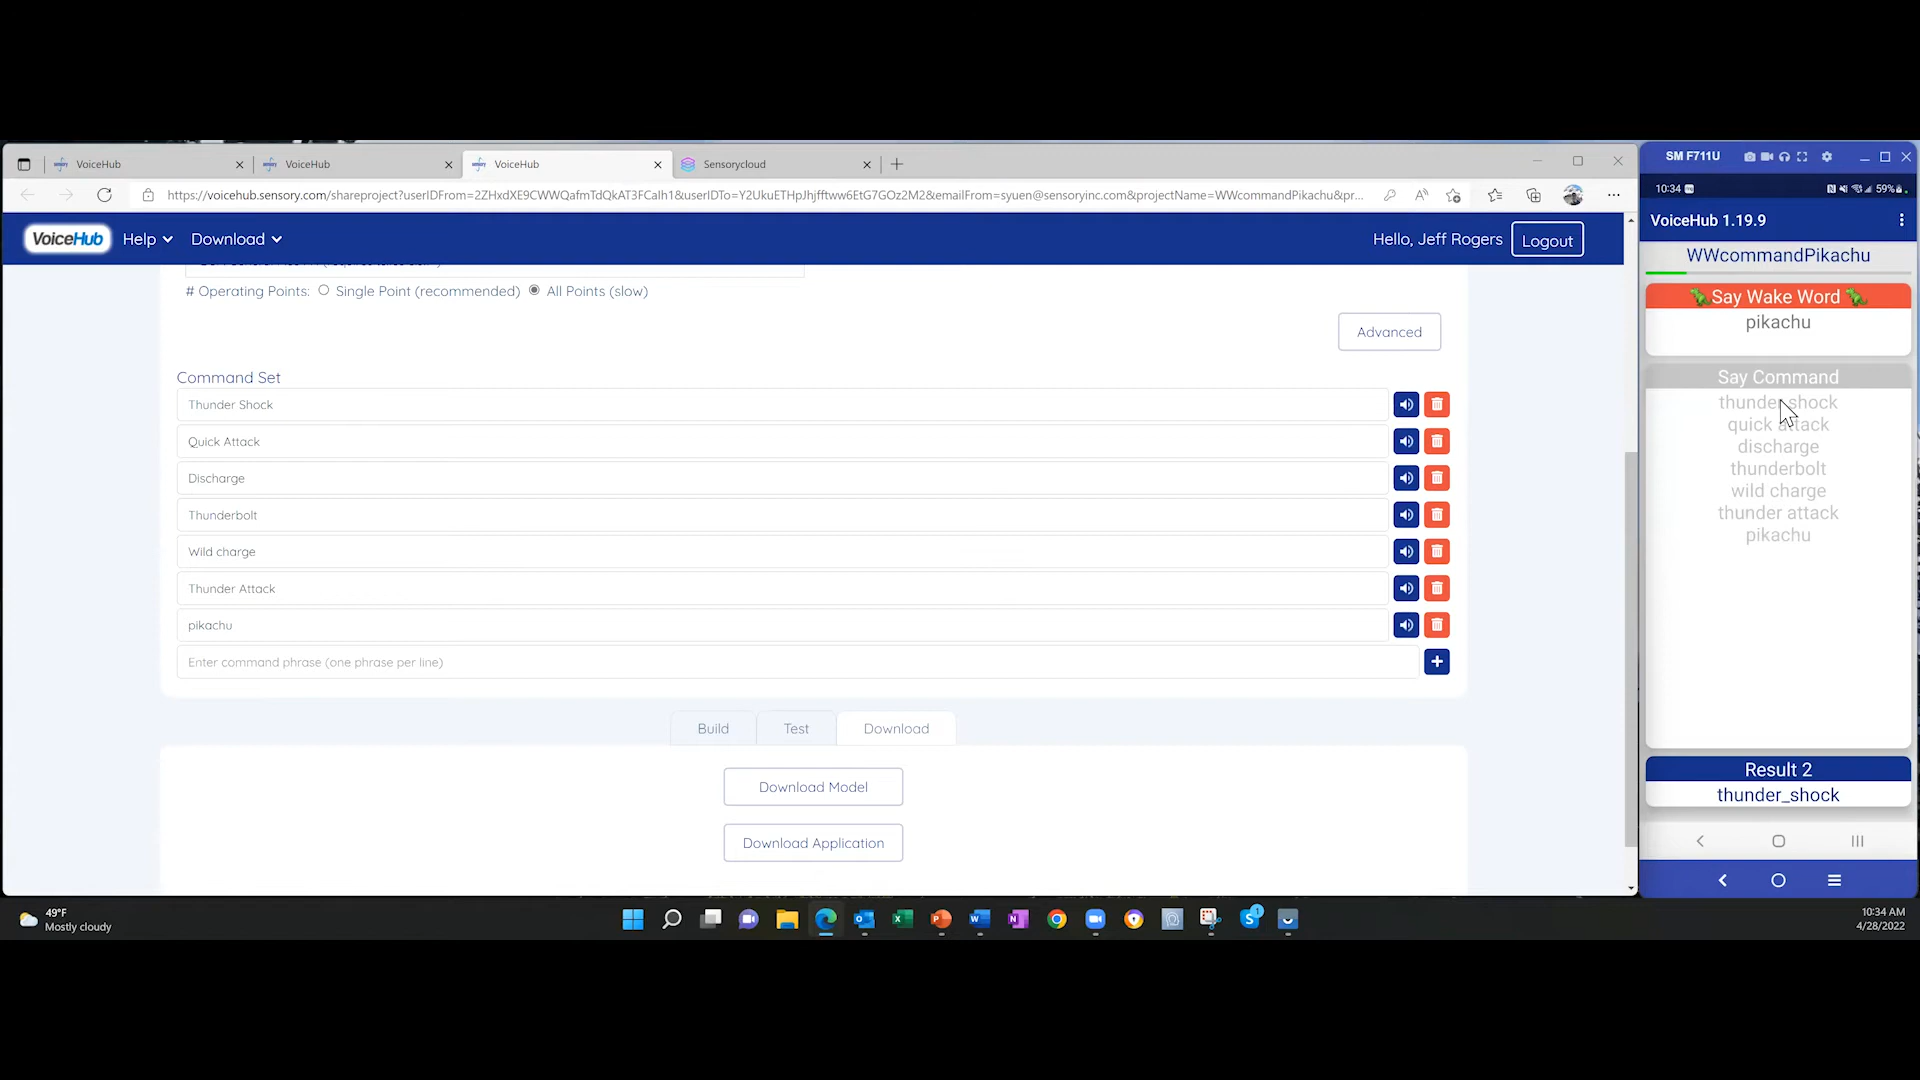 VoiceHub
VoiceHub
VoiceHub
Sensorycloud
https://voicehub.sensory.com/shareproject?userIDFrom=2ZHxdXE9CWWQafmTdQkAT3FCaIh1&userIDTo=Y2UkuETHpJhjfftww6EtG7GOz2M2&emailFrom=syuen@sensoryinc.com&projectName=WWcommandPikachu&pr...
VoiceHub Help Download Hello, Jeff Rogers Logout
# Operating Points: Single Point (recommended) All Points (slow)
Advanced
Command Set
Thunder Shock
Quick Attack
Discharge
Thunderbolt
Wild charge
Thunder Attack
pikachu
Enter command phrase (one phrase per line)
Build Test Download
Download Model
Download Application
SM F711U
10:34 59%
VoiceHub 1.19.9
WWcommandPikachu
Say Wake Word
pikachu
Say Command
thunder shock
quick attack
discharge
thunderbolt
wild charge
thunder attack
pikachu
Result 2
thunder_shock
49°F
Mostly cloudy
10:34 AM
4/28/2022